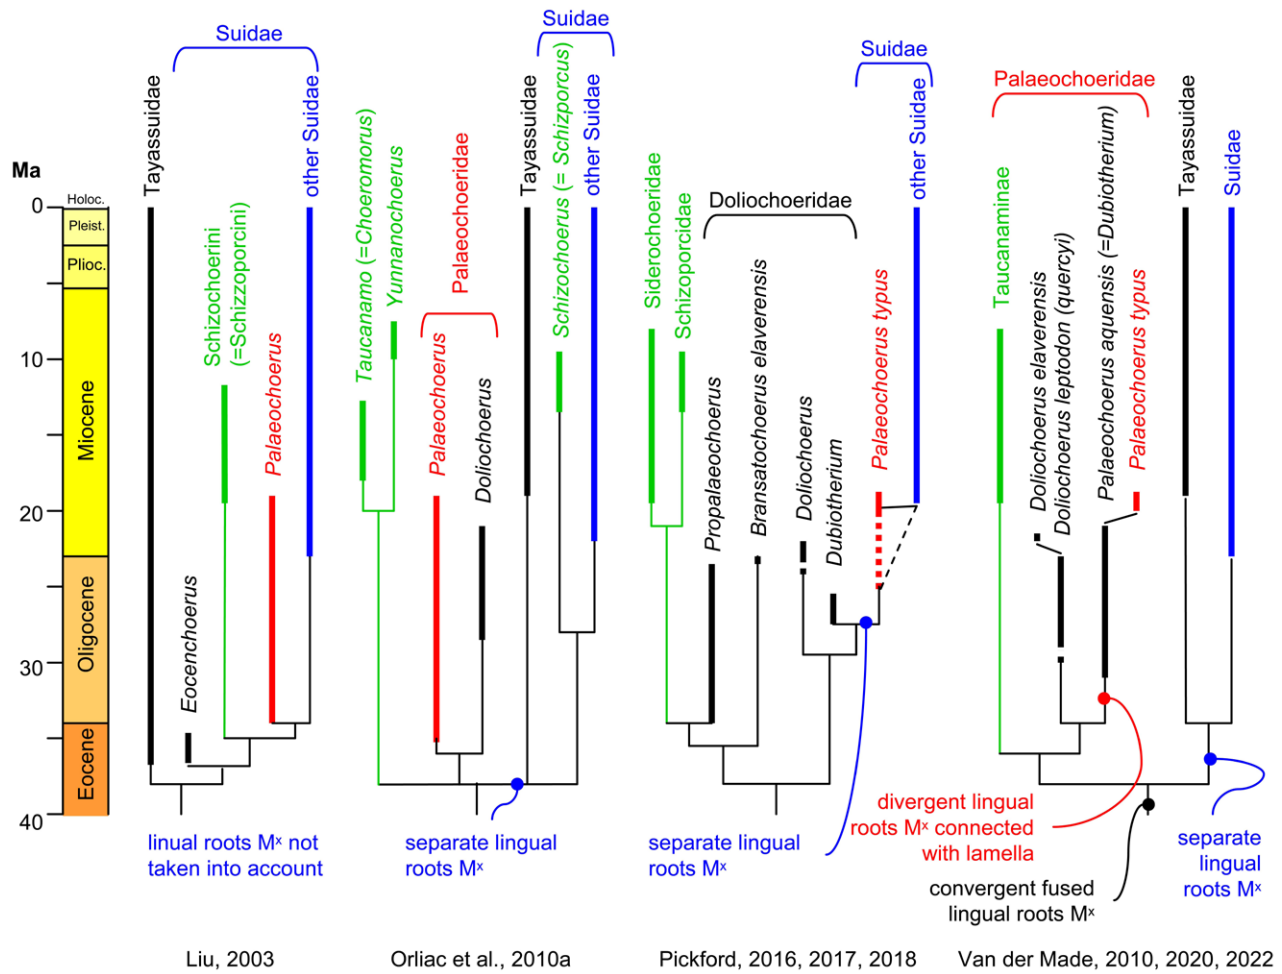 Suidae
Suidae
Suidae
Palaeochoeridae
Tayassuidae
other Suidae
Schizochoerini
(=Schizzoporcini)
Palaeochoerus
Eocenchoerus
Taucanamo (=Choeromorus)
Yunnanochoerus
Palaeochoeridae
Palaeochoerus
Doliochoerus
Tayassuidae
Schizochoerus (= Schizporcus)
other Suidae
Doliochoeridae
Siderochoeridae
Schizoporcidae
Propalaeochoerus
Bransatochoerus elaverensis
Doliochoerus
Dubiotherium
Palaeochoerus typus
other Suidae
Taucanaminae
Doliochoerus elaverensis
Doliochoerus leptodon (quercyi)
Palaeochoerus aquensis (=Dubiotherium)
Palaeochoerus typus
Tayassuidae
Suidae
Ma
0
10
20
30
40
Holoc.
Pleist.
Plioc.
Miocene
Oligocene
Eocene
linual roots Mˣ not
taken into account
separate lingual
roots Mˣ
separate lingual
roots Mˣ
divergent lingual
roots Mˣ connected
with lamella
convergent fused
lingual roots Mˣ
separate
lingual
roots Mˣ
Liu, 2003
Orliac et al., 2010a
Pickford, 2016, 2017, 2018
Van der Made, 2010, 2020, 2022